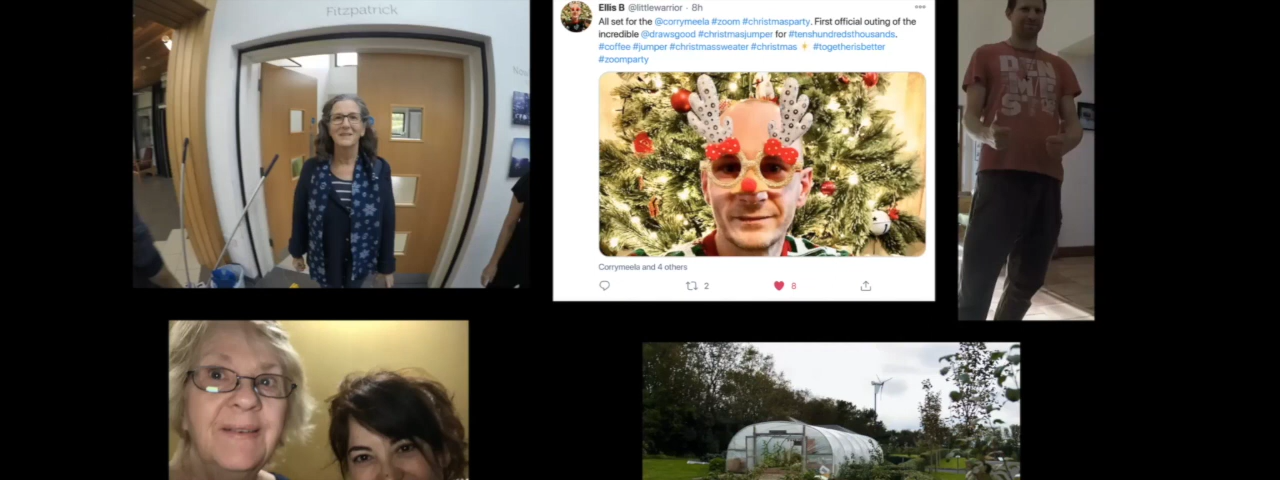 Fitzpatrick
Ellis B @littlewarrior · 8h
All set for the @corrymeela #zoom #christmasparty. First official outing of the
incredible @drawsgood #christmasjumper for #tenshundredsthousands.
#coffee #jumper #christmassweater #christmas #togetherisbetter
#zoomparty
Corrymeela and 4 others
2
8